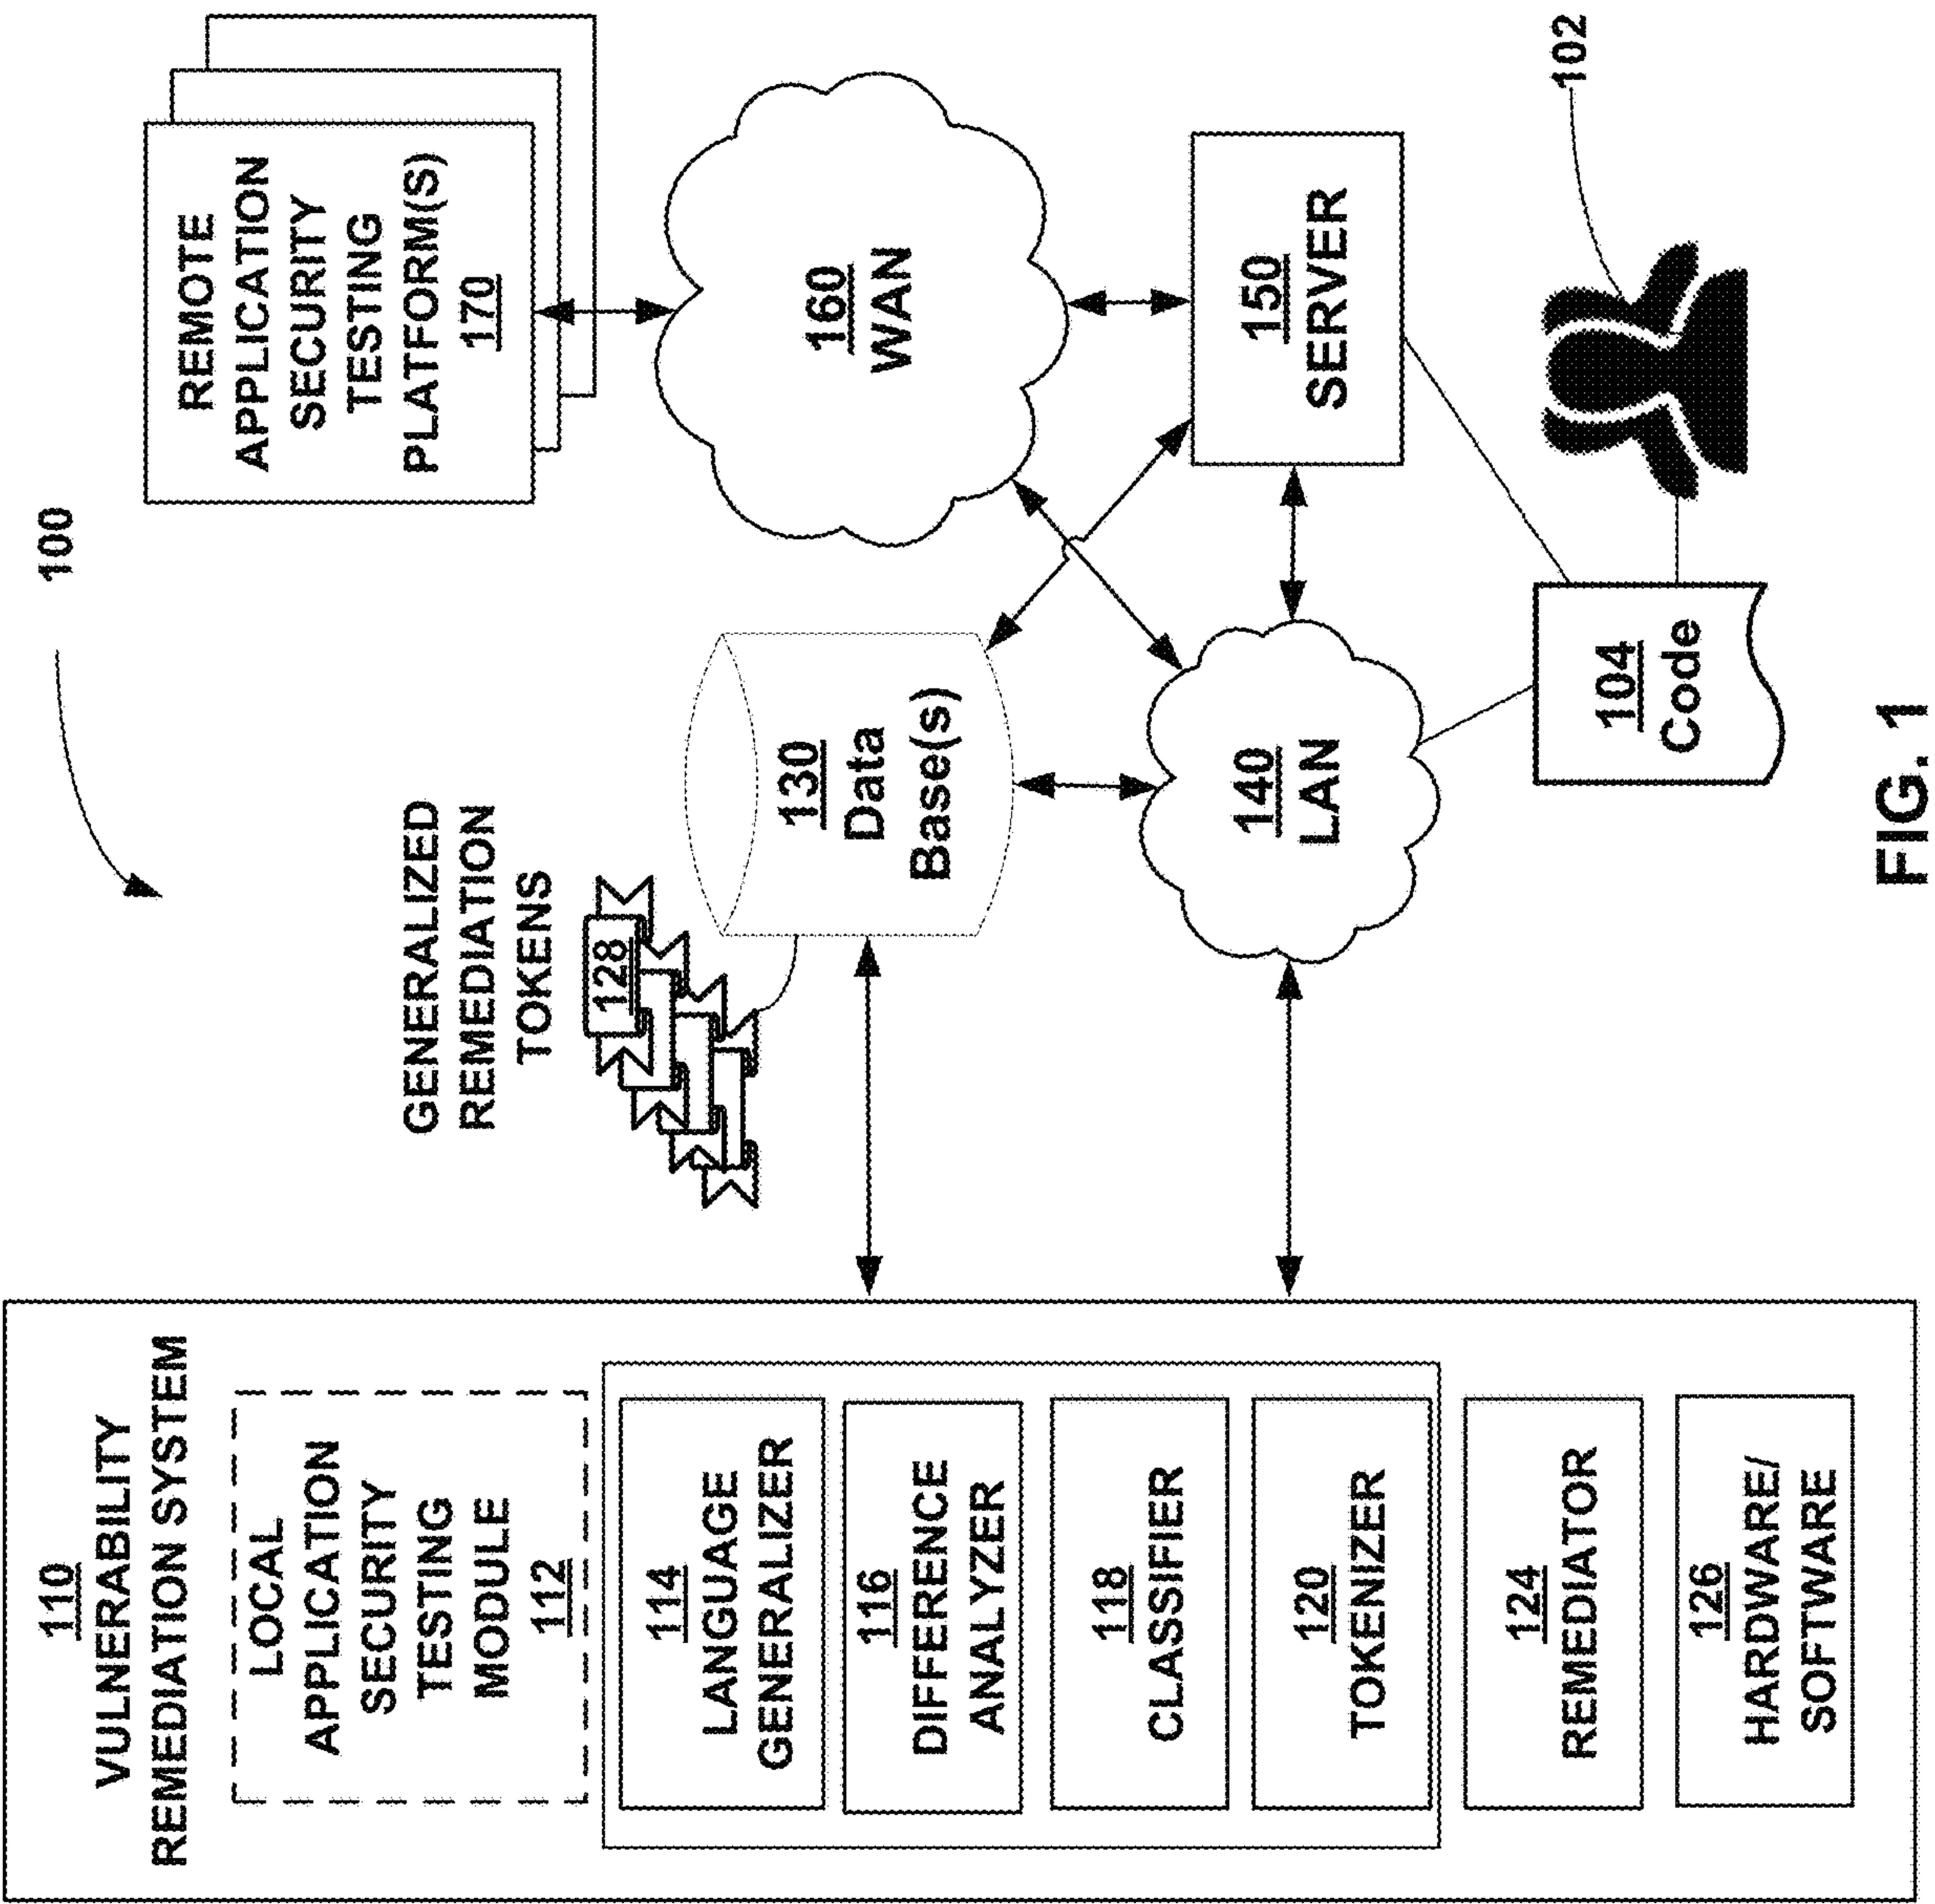 100
110
VULNERABILITY
REMEDIATION SYSTEM
LOCAL
APPLICATION
SECURITY
TESTING
MODULE
112
114
LANGUAGE
GENERALIZER
116
DIFFERENCE
ANALYZER
118
CLASSIFIER
120
TOKENIZER
124
REMEDIATOR
126
HARDWARE/
SOFTWARE
GENERALIZED
REMEDIATION
TOKENS
128
130
Data
Base(s)
140
LAN
REMOTE
APPLICATION
SECURITY
TESTING
PLATFORM(S)
170
160
WAN
150
SERVER
102
104
Code
FIG. 1